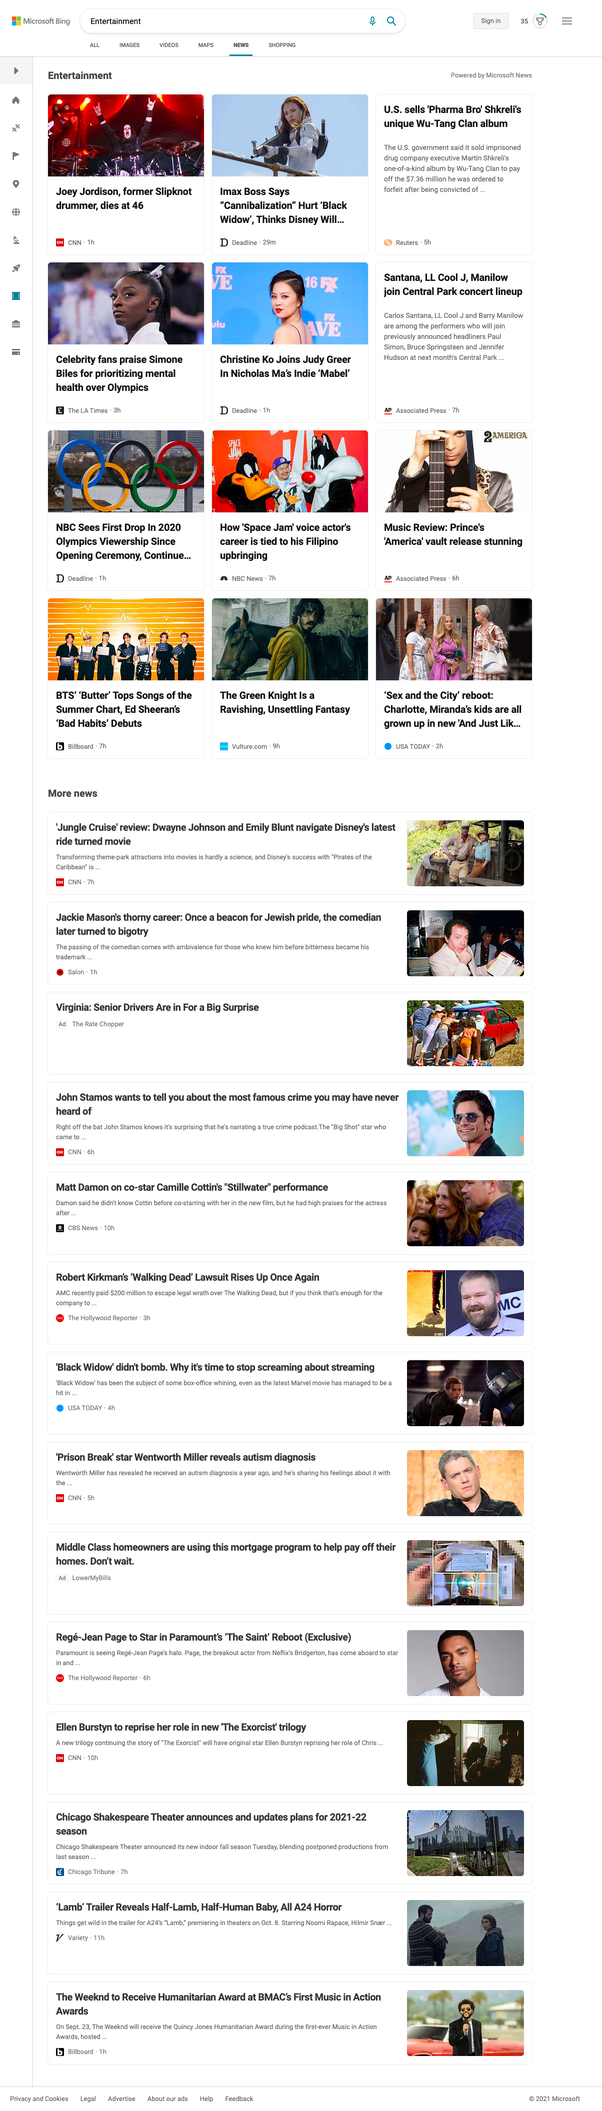 Microsoft Bing
Entertainment
Sign in
35
ALL
IMAGES
VIDEOS
MAPS
NEWS
SHOPPING
Entertainment
Powered by Microsoft News
Joey Jordison, former Slipknot
drummer, dies at 46
CNN · 1h
Imax Boss Says
“Cannibalization” Hurt ‘Black
Widow’, Thinks Disney Will...
Deadline · 29m
U.S. sells 'Pharma Bro' Shkreli's
unique Wu-Tang Clan album
The U.S. government said it sold imprisoned
drug company executive Martin Shkreli's
one-of-a-kind album by Wu-Tang Clan to pay
off the $7.36 million he was ordered to
forfeit after being convicted of ...
Reuters · 5h
Celebrity fans praise Simone
Biles for prioritizing mental
health over Olympics
The LA Times · 3h
Christine Ko Joins Judy Greer
In Nicholas Ma’s Indie ‘Mabel’
Deadline · 1h
Santana, LL Cool J, Manilow
join Central Park concert lineup
Carlos Santana, LL Cool J and Barry Manilow
are among the performers who will join
previously announced headliners Paul
Simon, Bruce Springsteen and Jennifer
Hudson at next month's Central Park ...
AP Associated Press · 7h
NBC Sees First Drop In 2020
Olympics Viewership Since
Opening Ceremony, Continue...
Deadline · 1h
SPACE JAM
How 'Space Jam' voice actor's
career is tied to his Filipino
upbringing
NBC News · 7h
2 AMERICA
Music Review: Prince's
'America' vault release stunning
AP Associated Press · 6h
BTS’ ‘Butter’ Tops Songs of the
Summer Chart, Ed Sheeran’s
‘Bad Habits’ Debuts
Billboard · 7h
The Green Knight Is a
Ravishing, Unsettling Fantasy
Vulture.com · 9h
'Sex and the City' reboot:
Charlotte, Miranda's kids are all
grown up in new 'And Just Lik...
USA TODAY · 2h
More news
'Jungle Cruise' review: Dwayne Johnson and Emily Blunt navigate Disney's latest
ride turned movie
Transforming theme-park attractions into movies is hardly a science, and Disney's success with "Pirates of the
Caribbean" is ...
CNN · 7h
Jackie Mason's thorny career: Once a beacon for Jewish pride, the comedian
later turned to bigotry
The passing of the comedian comes with ambivalence for those who knew him before bitterness became his
trademark ...
Salon · 1h
Virginia: Senior Drivers Are in For a Big Surprise
Ad The Rate Chopper
John Stamos wants to tell you about the most famous crime you may have never
heard of
Right off the bat John Stamos knows it's surprising that he's narrating a true crime podcast.The "Big Shot" star who
came to ...
CNN · 6h
Matt Damon on co-star Camille Cottin's "Stillwater" performance
Damon said he didn't know Cottin before co-starring with her in the new film, but he had high praises for the actress
after ...
CBS News · 10h
Robert Kirkman’s ‘Walking Dead’ Lawsuit Rises Up Once Again
AMC recently paid $200 million to escape legal wrath over The Walking Dead, but if you think that's enough for the
company to ...
The Hollywood Reporter · 3h
'Black Widow' didn't bomb. Why it's time to stop screaming about streaming
'Black Widow' has been the subject of some box-office whining, even as the latest Marvel movie has managed to be a
hit in ...
USA TODAY · 4h
'Prison Break' star Wentworth Miller reveals autism diagnosis
Wentworth Miller has revealed he received an autism diagnosis a year ago, and he's sharing his feelings about it with
the ...
CNN · 5h
Middle Class homeowners are using this mortgage program to help pay off their
homes. Don't wait.
Ad LowerMyBills
Regé-Jean Page to Star in Paramount’s ‘The Saint’ Reboot (Exclusive)
Paramount is seeing Regé-Jean Page's halo. Page, the breakout actor from Neflix's Bridgerton, has come aboard to star
in and ...
The Hollywood Reporter · 6h
Ellen Burstyn to reprise her role in new 'The Exorcist' trilogy
A new trilogy continuing the story of "The Exorcist" will have original star Ellen Burstyn reprising her role of Chris ...
CNN · 10h
Chicago Shakespeare Theater announces and updates plans for 2021-22
season
Chicago Shakespeare Theater announced its new indoor fall season Tuesday, blending postponed productions from
last season ...
Chicago Tribune · 7h
‘Lamb’ Trailer Reveals Half-Lamb, Half-Human Baby, All A24 Horror
Things get wild in the trailer for A24's "Lamb," premiering in theaters on Oct. 8. Starring Noomi Rapace, Hilmir Snær ...
Variety · 11h
The Weeknd to Receive Humanitarian Award at BMAC’s First Music in Action
Awards
On Sept. 23, The Weeknd will receive the Quincy Jones Humanitarian Award during the first-ever Music in Action
Awards, hosted ...
Billboard · 1h
Privacy and Cookies
Legal
Advertise
About our ads
Help
Feedback
© 2021 Microsoft